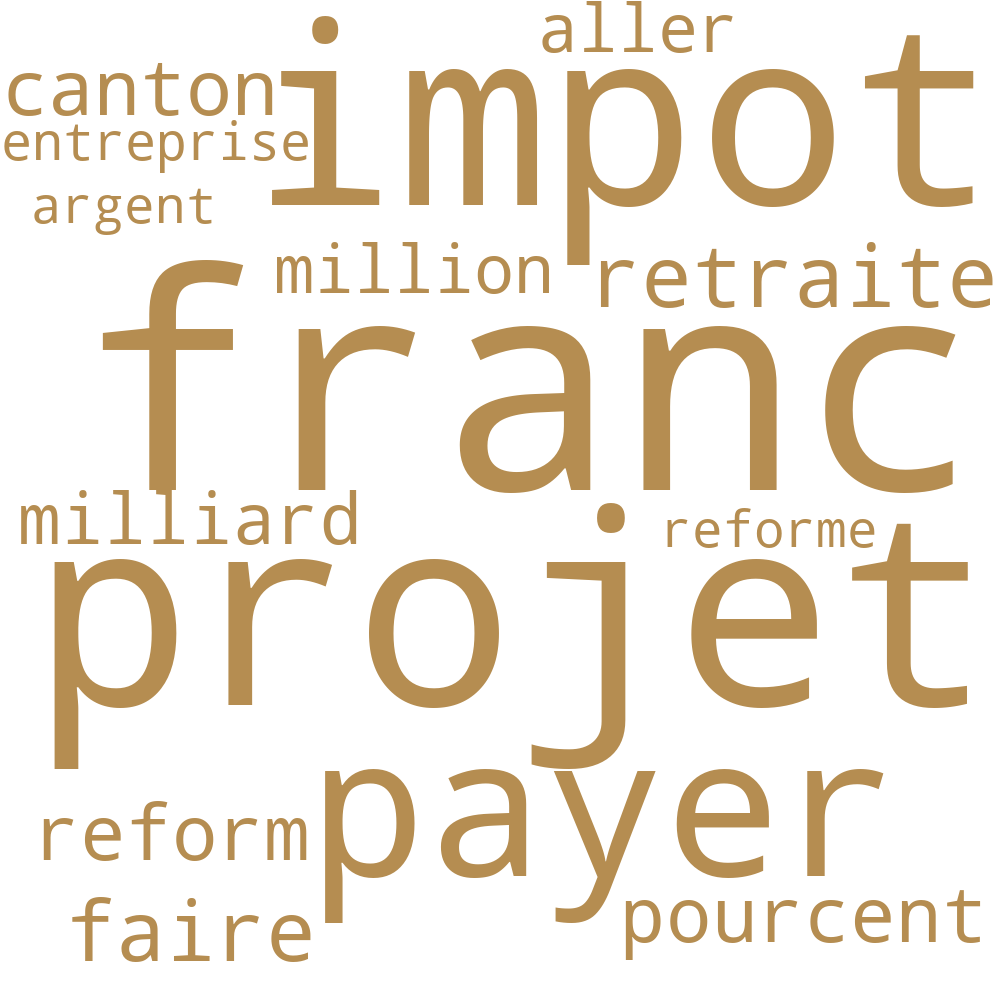 aller
impot
canton
entreprise
argent
million retraite
franc
milliard reforme
projet
payer
reform
faire pourcent